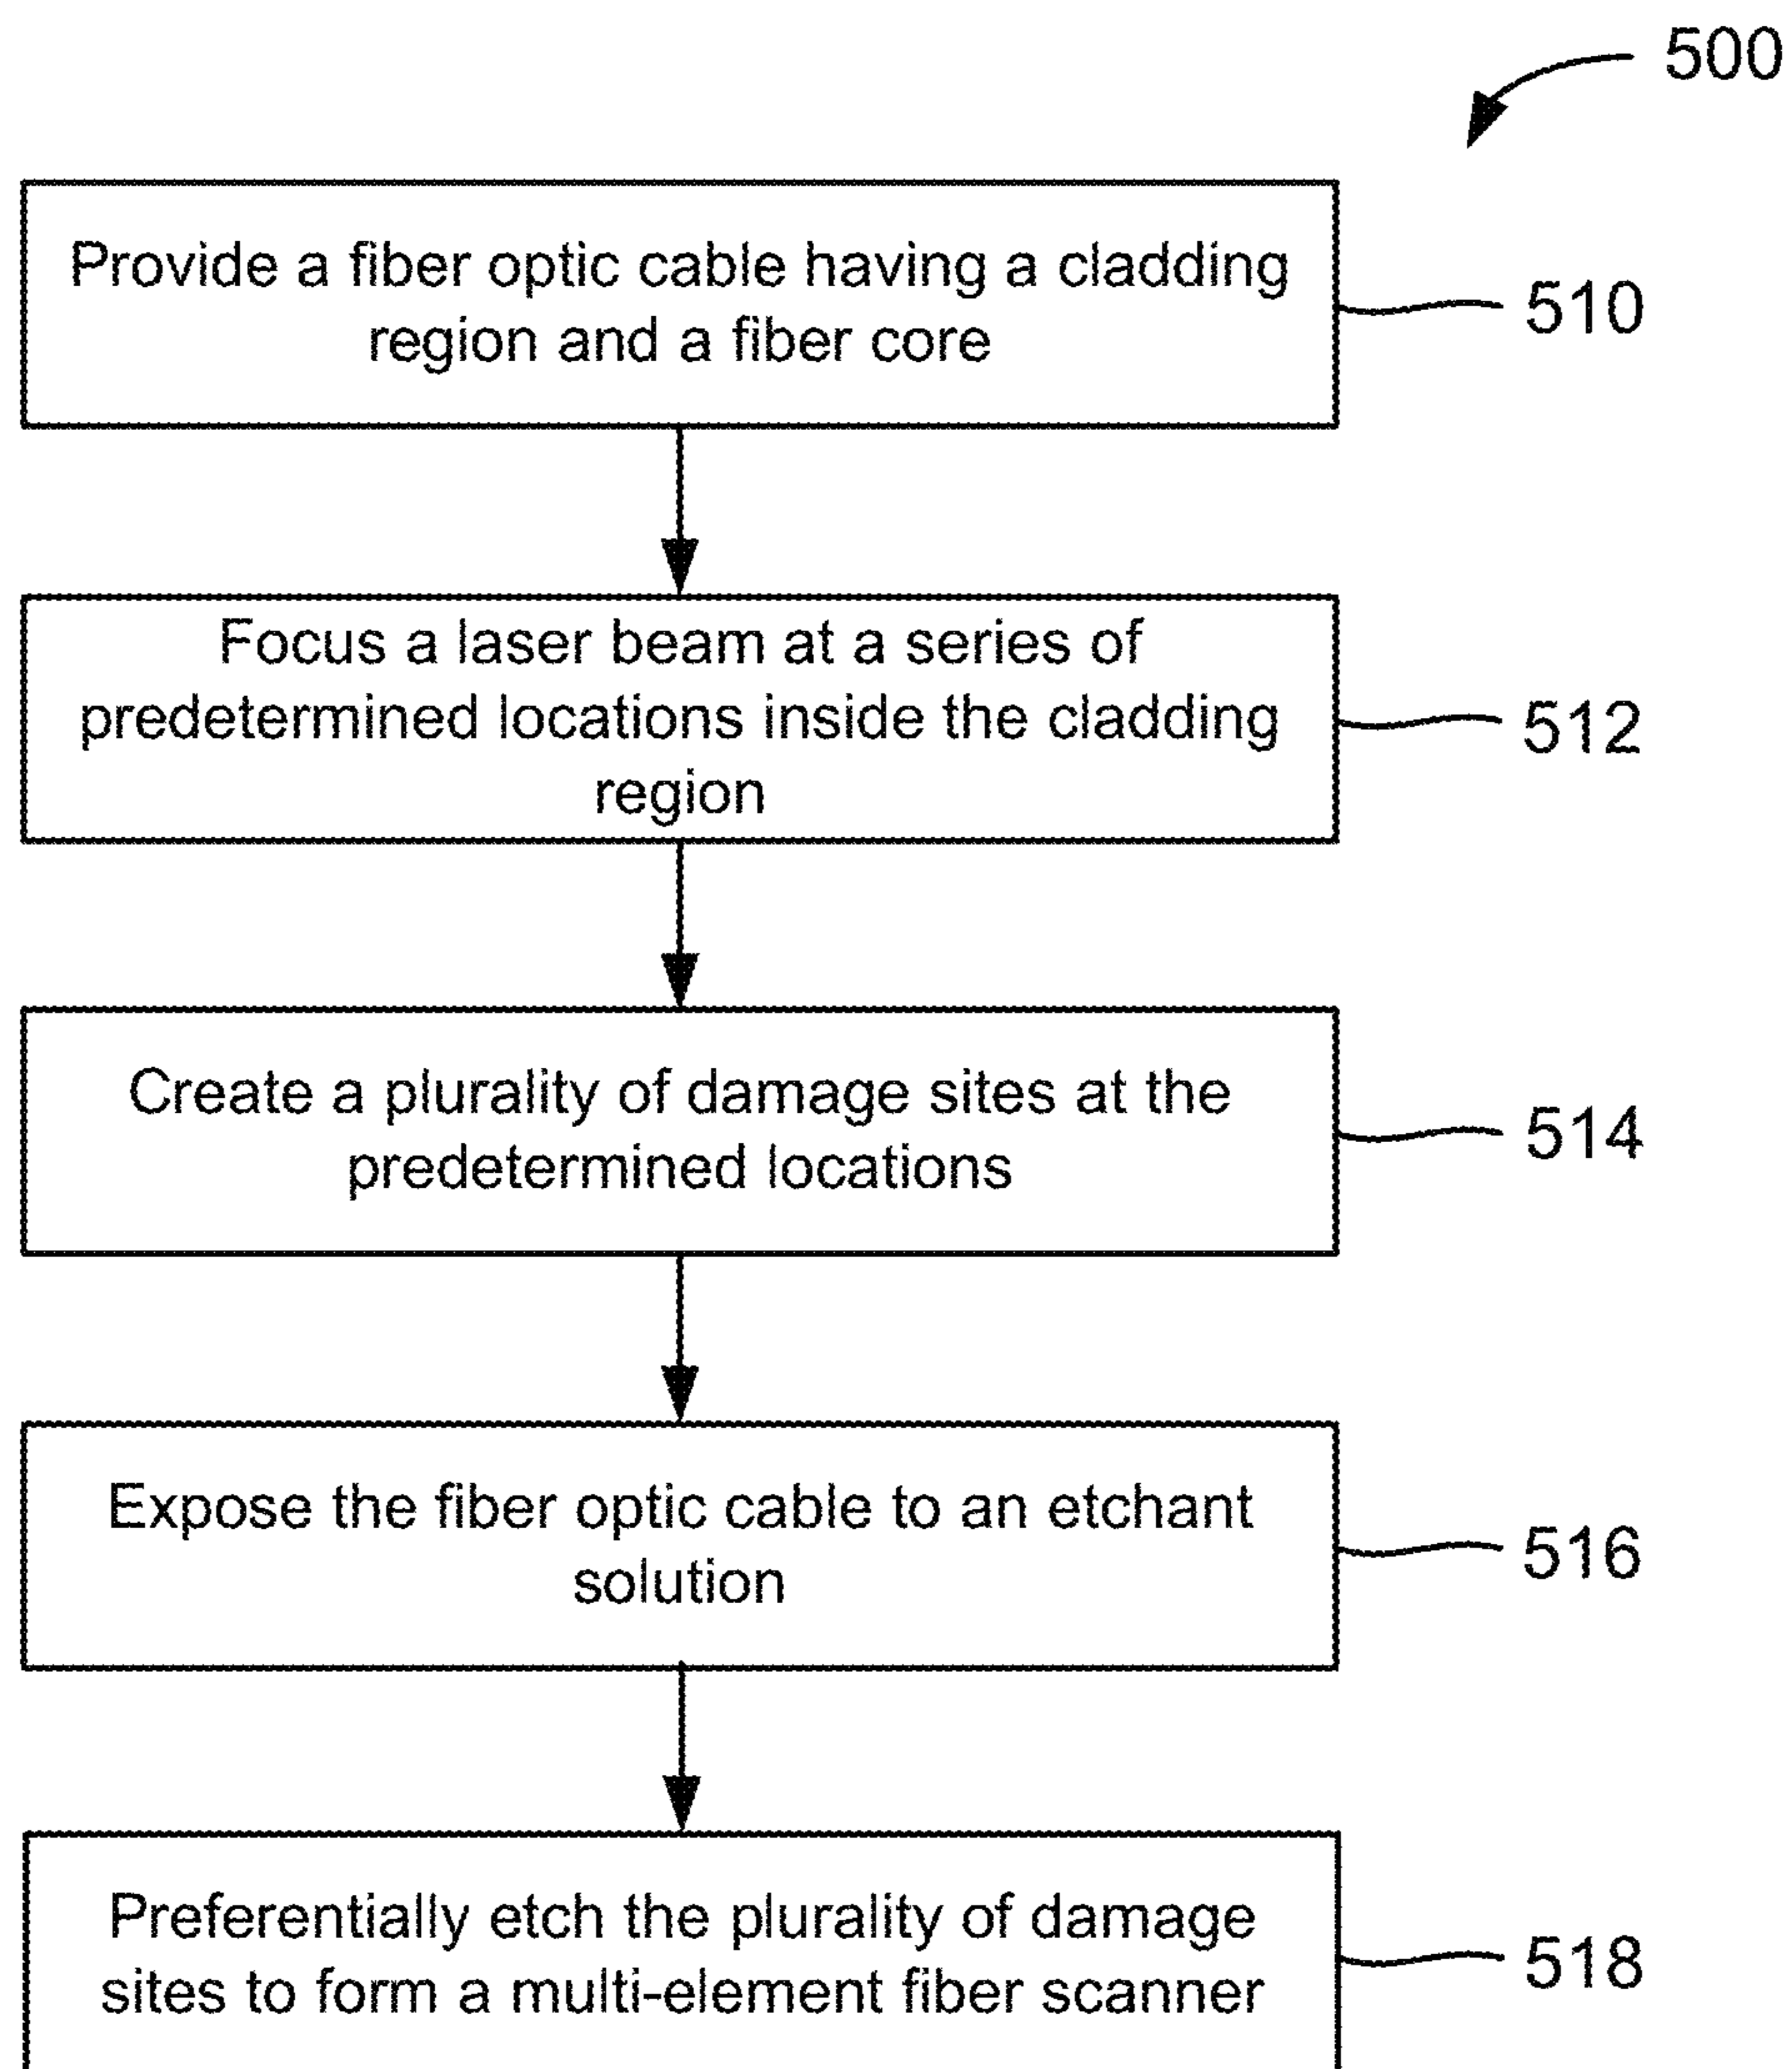 500
Provide a fiber optic cable having a cladding
region and a fiber core
510
Focus a laser beam at a series of
predetermined locations inside the cladding
region
512
Create a plurality of damage sites at the
predetermined locations
514
Expose the fiber optic cable to an etchant
solution
516
Preferentially etch the plurality of damage
sites to form a multi-element fiber scanner
518